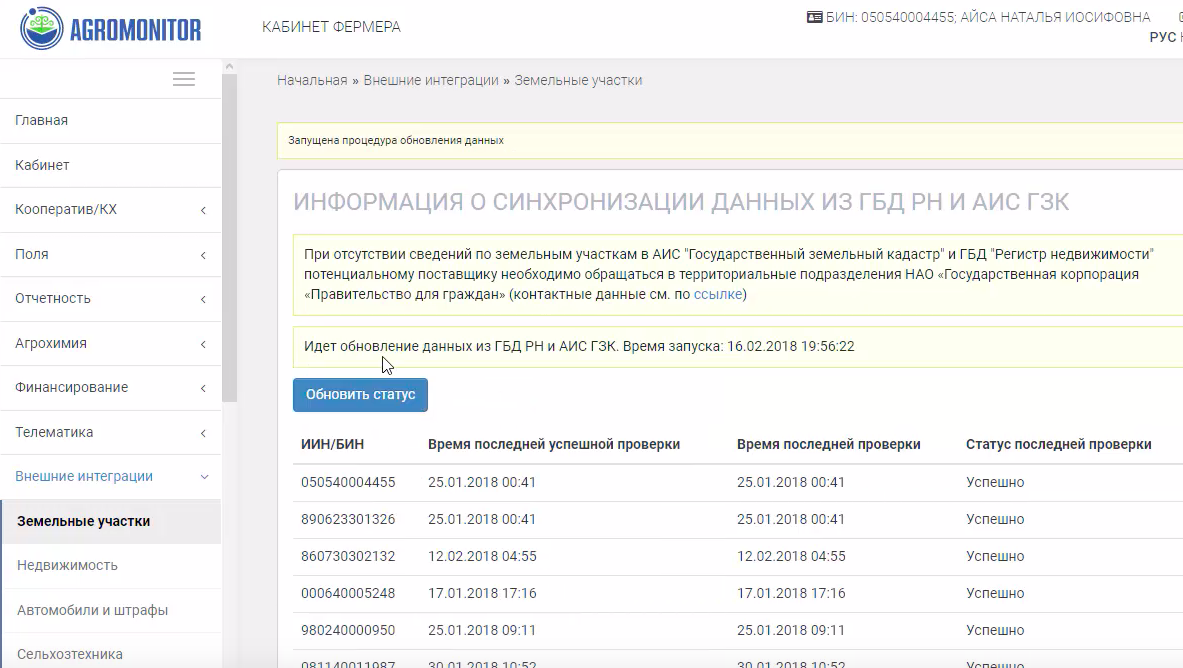 AGROMONITOR
КАБИНЕТ ФЕРМЕРА
БИН: 050540004455; АЙСА НАТАЛЬЯ ИОСИФОВНА
РУС
Главная
Кабинет
Кооператив/КХ
Поля
Отчетность
Агрохимия
Финансирование
Телематика
Внешние интеграции
Земельные участки
Недвижимость
Автомобили и штрафы
Сельхозтехника
Начальная » Внешние интеграции » Земельные участки
Запущена процедура обновления данных
ИНФОРМАЦИЯ О СИНХРОНИЗАЦИИ ДАННЫХ ИЗ ГБД РН И АИС ГЗК
При отсутствии сведений по земельным участкам в АИС "Государственный земельный кадастр" и ГБД "Регистр недвижимости"
потенциальному поставщику необходимо обращаться в территориальные подразделения НАО «Государственная корпорация
«Правительство для граждан» (контактные данные см. по ссылке)
Идет обновление данных из ГБД РН и АИС ГЗК. Время запуска: 16.02.2018 19:56:22
Обновить статус
ИИН/БИН Время последней успешной проверки Время последней проверки Статус последней проверки
050540004455 25.01.2018 00:41 25.01.2018 00:41 Успешно
890623301326 25.01.2018 00:41 25.01.2018 00:41 Успешно
860730302132 12.02.2018 04:55 12.02.2018 04:55 Успешно
000640005248 17.01.2018 17:16 17.01.2018 17:16 Успешно
980240000950 25.01.2018 09:11 25.01.2018 09:11 Успешно
081140011987 30.01.2018 10:52 30.01.2018 10:52 Успешно